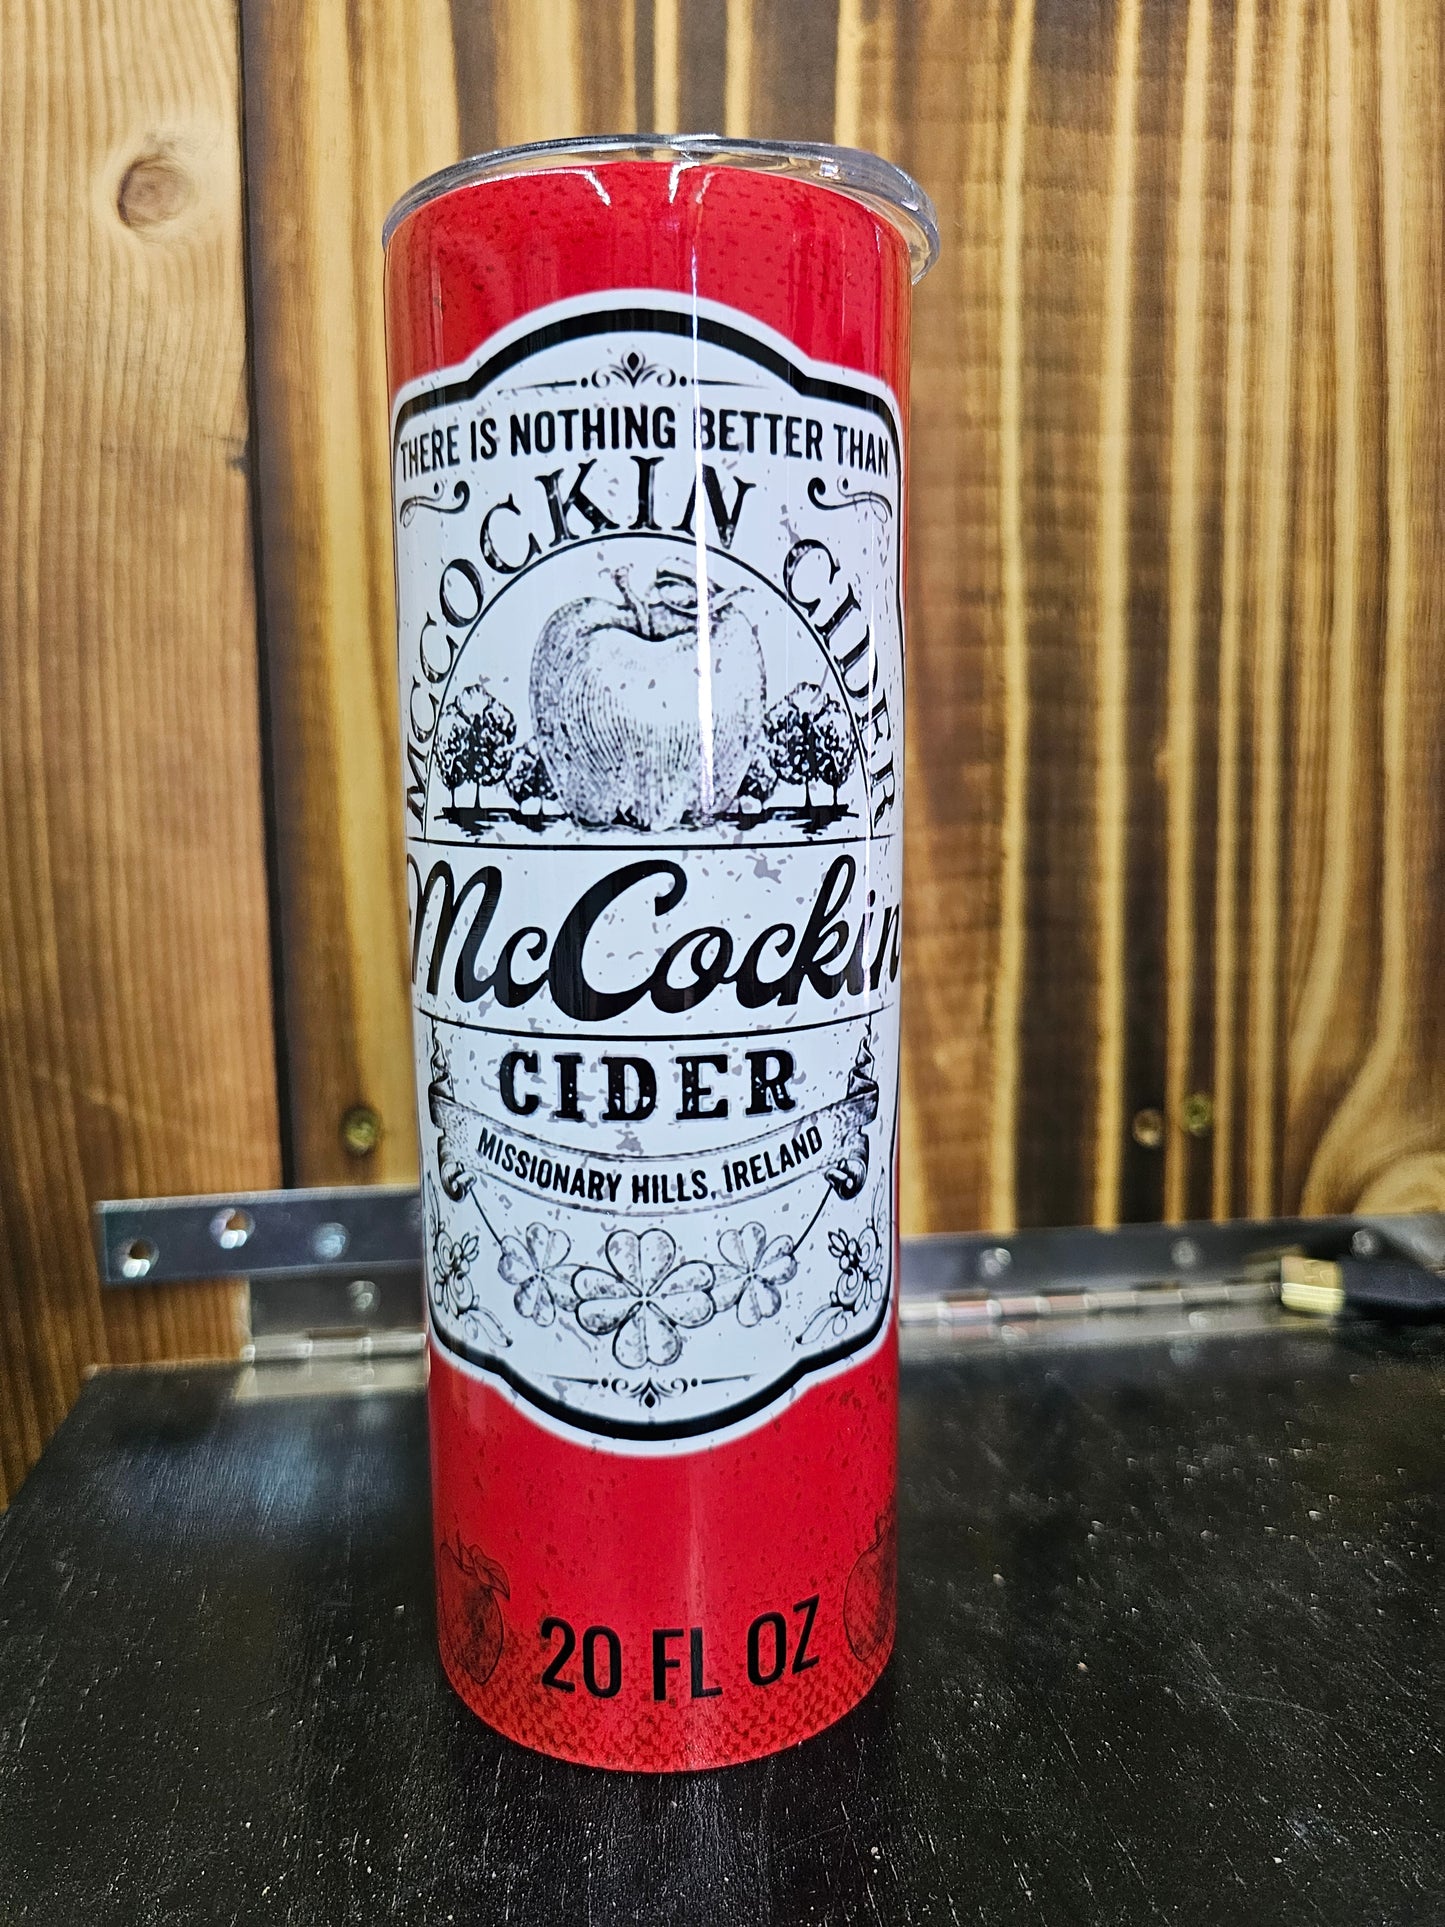 THERE IS NOTHING BETTER THAN
MCCOCKIN CIDER
McCockin
CIDER
MISSIONARY HILLS, IRELAND
20 FL OZ